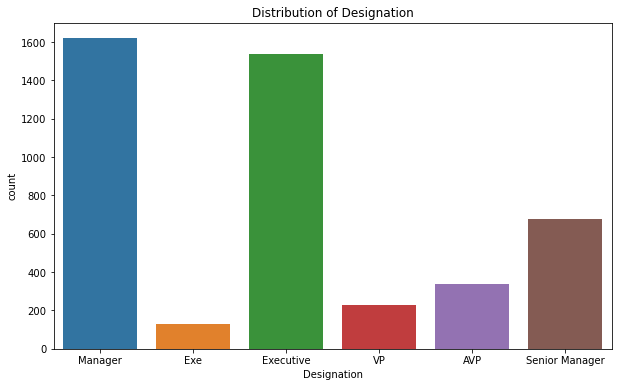 Distribution of Designation
1600
1400
1200
1000
800
600
400
200
0
count
Manager Exe Executive VP AVP Senior Manager
Designation